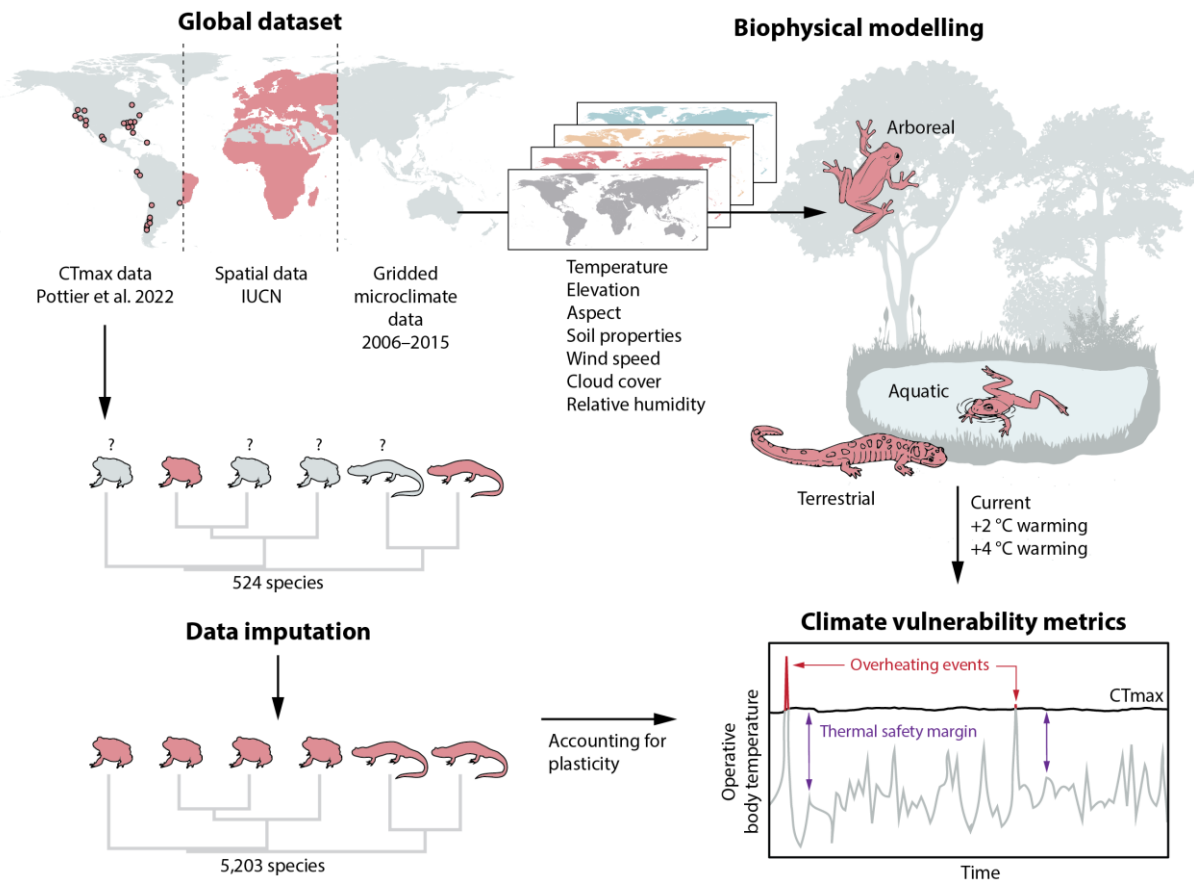 Global dataset
Biophysical modelling
CTmax data
Pottier et al. 2022
Spatial data
IUCN
Gridded
microclimate
data
2006–2015
Temperature
Elevation
Aspect
Soil properties
Wind speed
Cloud cover
Relative humidity
Arboreal
Aquatic
Terrestrial
Current
+2 °C warming
+4 °C warming
?
?
?
?
524 species
Data imputation
5,203 species
Accounting for
plasticity
Climate vulnerability metrics
Overheating events
CTmax
Thermal safety margin
Operative
body temperature
Time